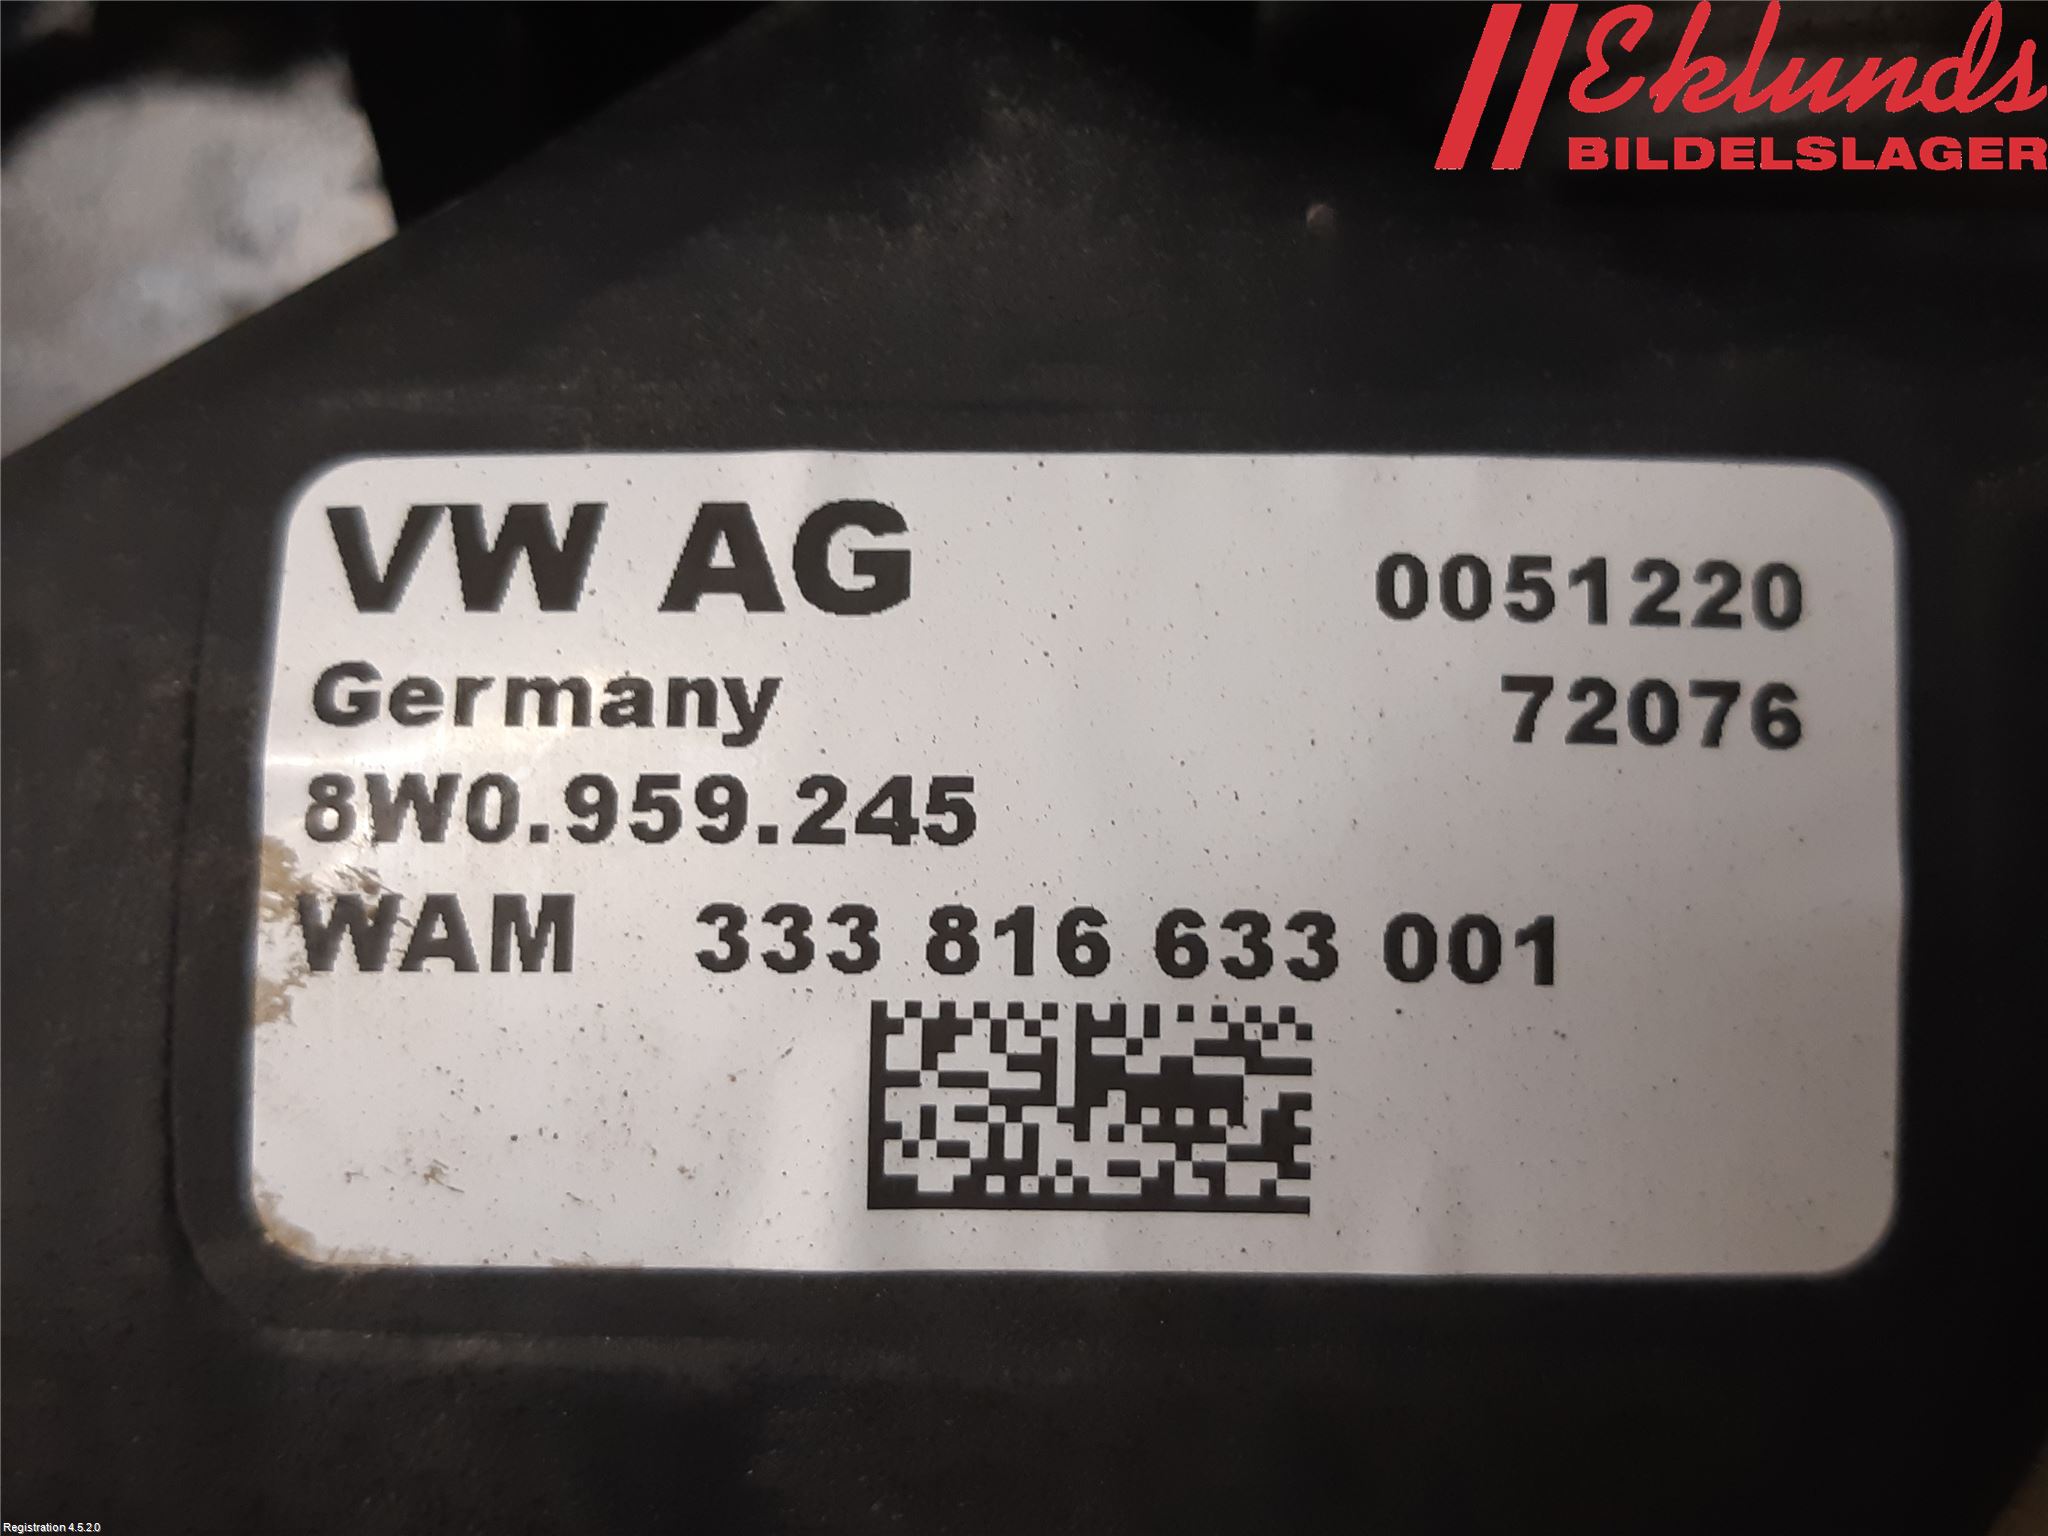 Eklunds
BILDELSLAGER
VW AG 0051220
Germany 72076
8W0.959.245
WAM 333 816 633 001
Registration 4.5.2.0